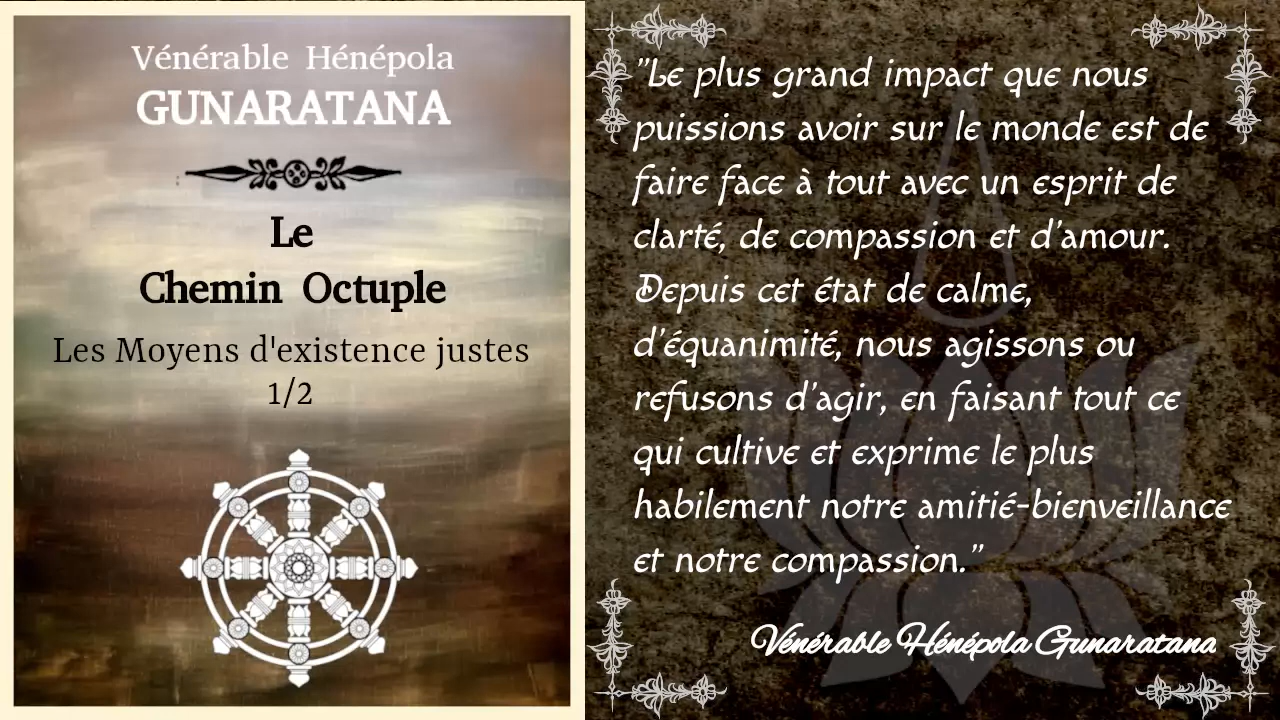 Vénérable Hénépola
GUNARATANA
Le
Chemin Octuple
Les Moyens d'existence justes
1/2
"Le plus grand impact que nous
puissions avoir sur le monde est de
faire face à tout avec un esprit de
clarté, de compassion et d'amour.
Depuis cet état de calme,
d'équanimité, nous agissons ou
refusons d'agir, en faisant tout ce
qui cultive et exprime le plus
habilement notre amitié-bienveillance
et notre compassion."
Vénérable Hénépola Gunaratana